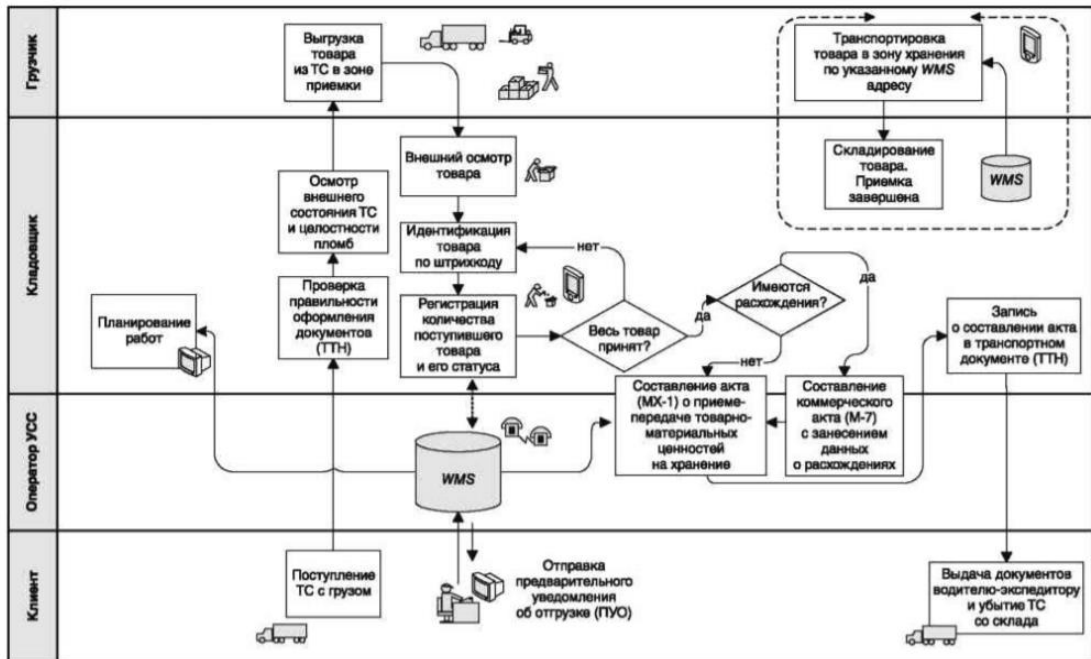 Грузчик
Выгрузка
товара
из ТС в зоне
приемки
Транспортировка
товара в зону хранения
по указанному WMS
адресу
Кладовщик
Внешний осмотр
товара
Складирование
товара.
Приемка
завершена
WMS
Осмотр
внешнего
состояния ТС
и целостности
пломб
Идентификация
товара
по штрихкоду
нет
Имеются
расхождения?
да
Планирование
работ
Проверка
правильности
оформления
документов
(ТТН)
Регистрация
количества
поступившего
товара
и его статуса
Весь товар
принят?
да
нет
Запись
о составлении акта
в транспортном
документе (ТТН)
Оператор УСС
WMS
Составление акта
(МХ-1) о приеме-
передаче товарно-
материальных
ценностей
на хранение
Составление
коммерческого
акта (М-7)
с занесением
данных
о расхождениях
Клиент
Поступление
ТС с грузом
Отправка
предварительного
уведомления
об отгрузке (ПУО)
Выдача документов
водителю-экспедитору
и убытие ТС
со склада